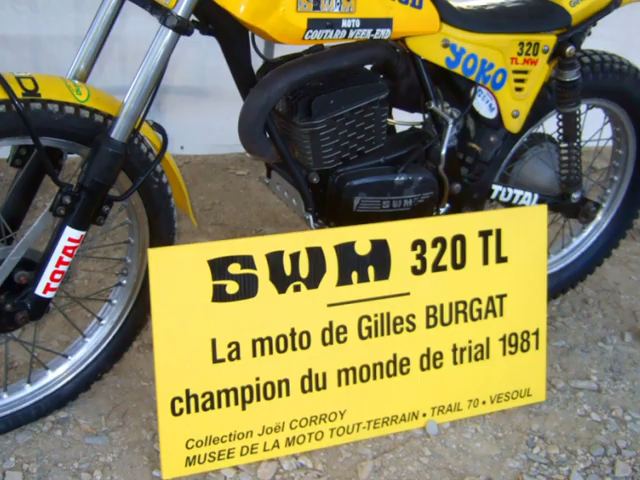 MOTO
COUTARD WEEK-END
YOKO
320
TL.NW
SWM
TOTAL
TOTAL
SWM 320 TL
La moto de Gilles BURGAT
champion du monde de trial 1981
Collection Joël CORROY
MUSEE DE LA MOTO TOUT-TERRAIN • TRAIL 70 • VESOUL